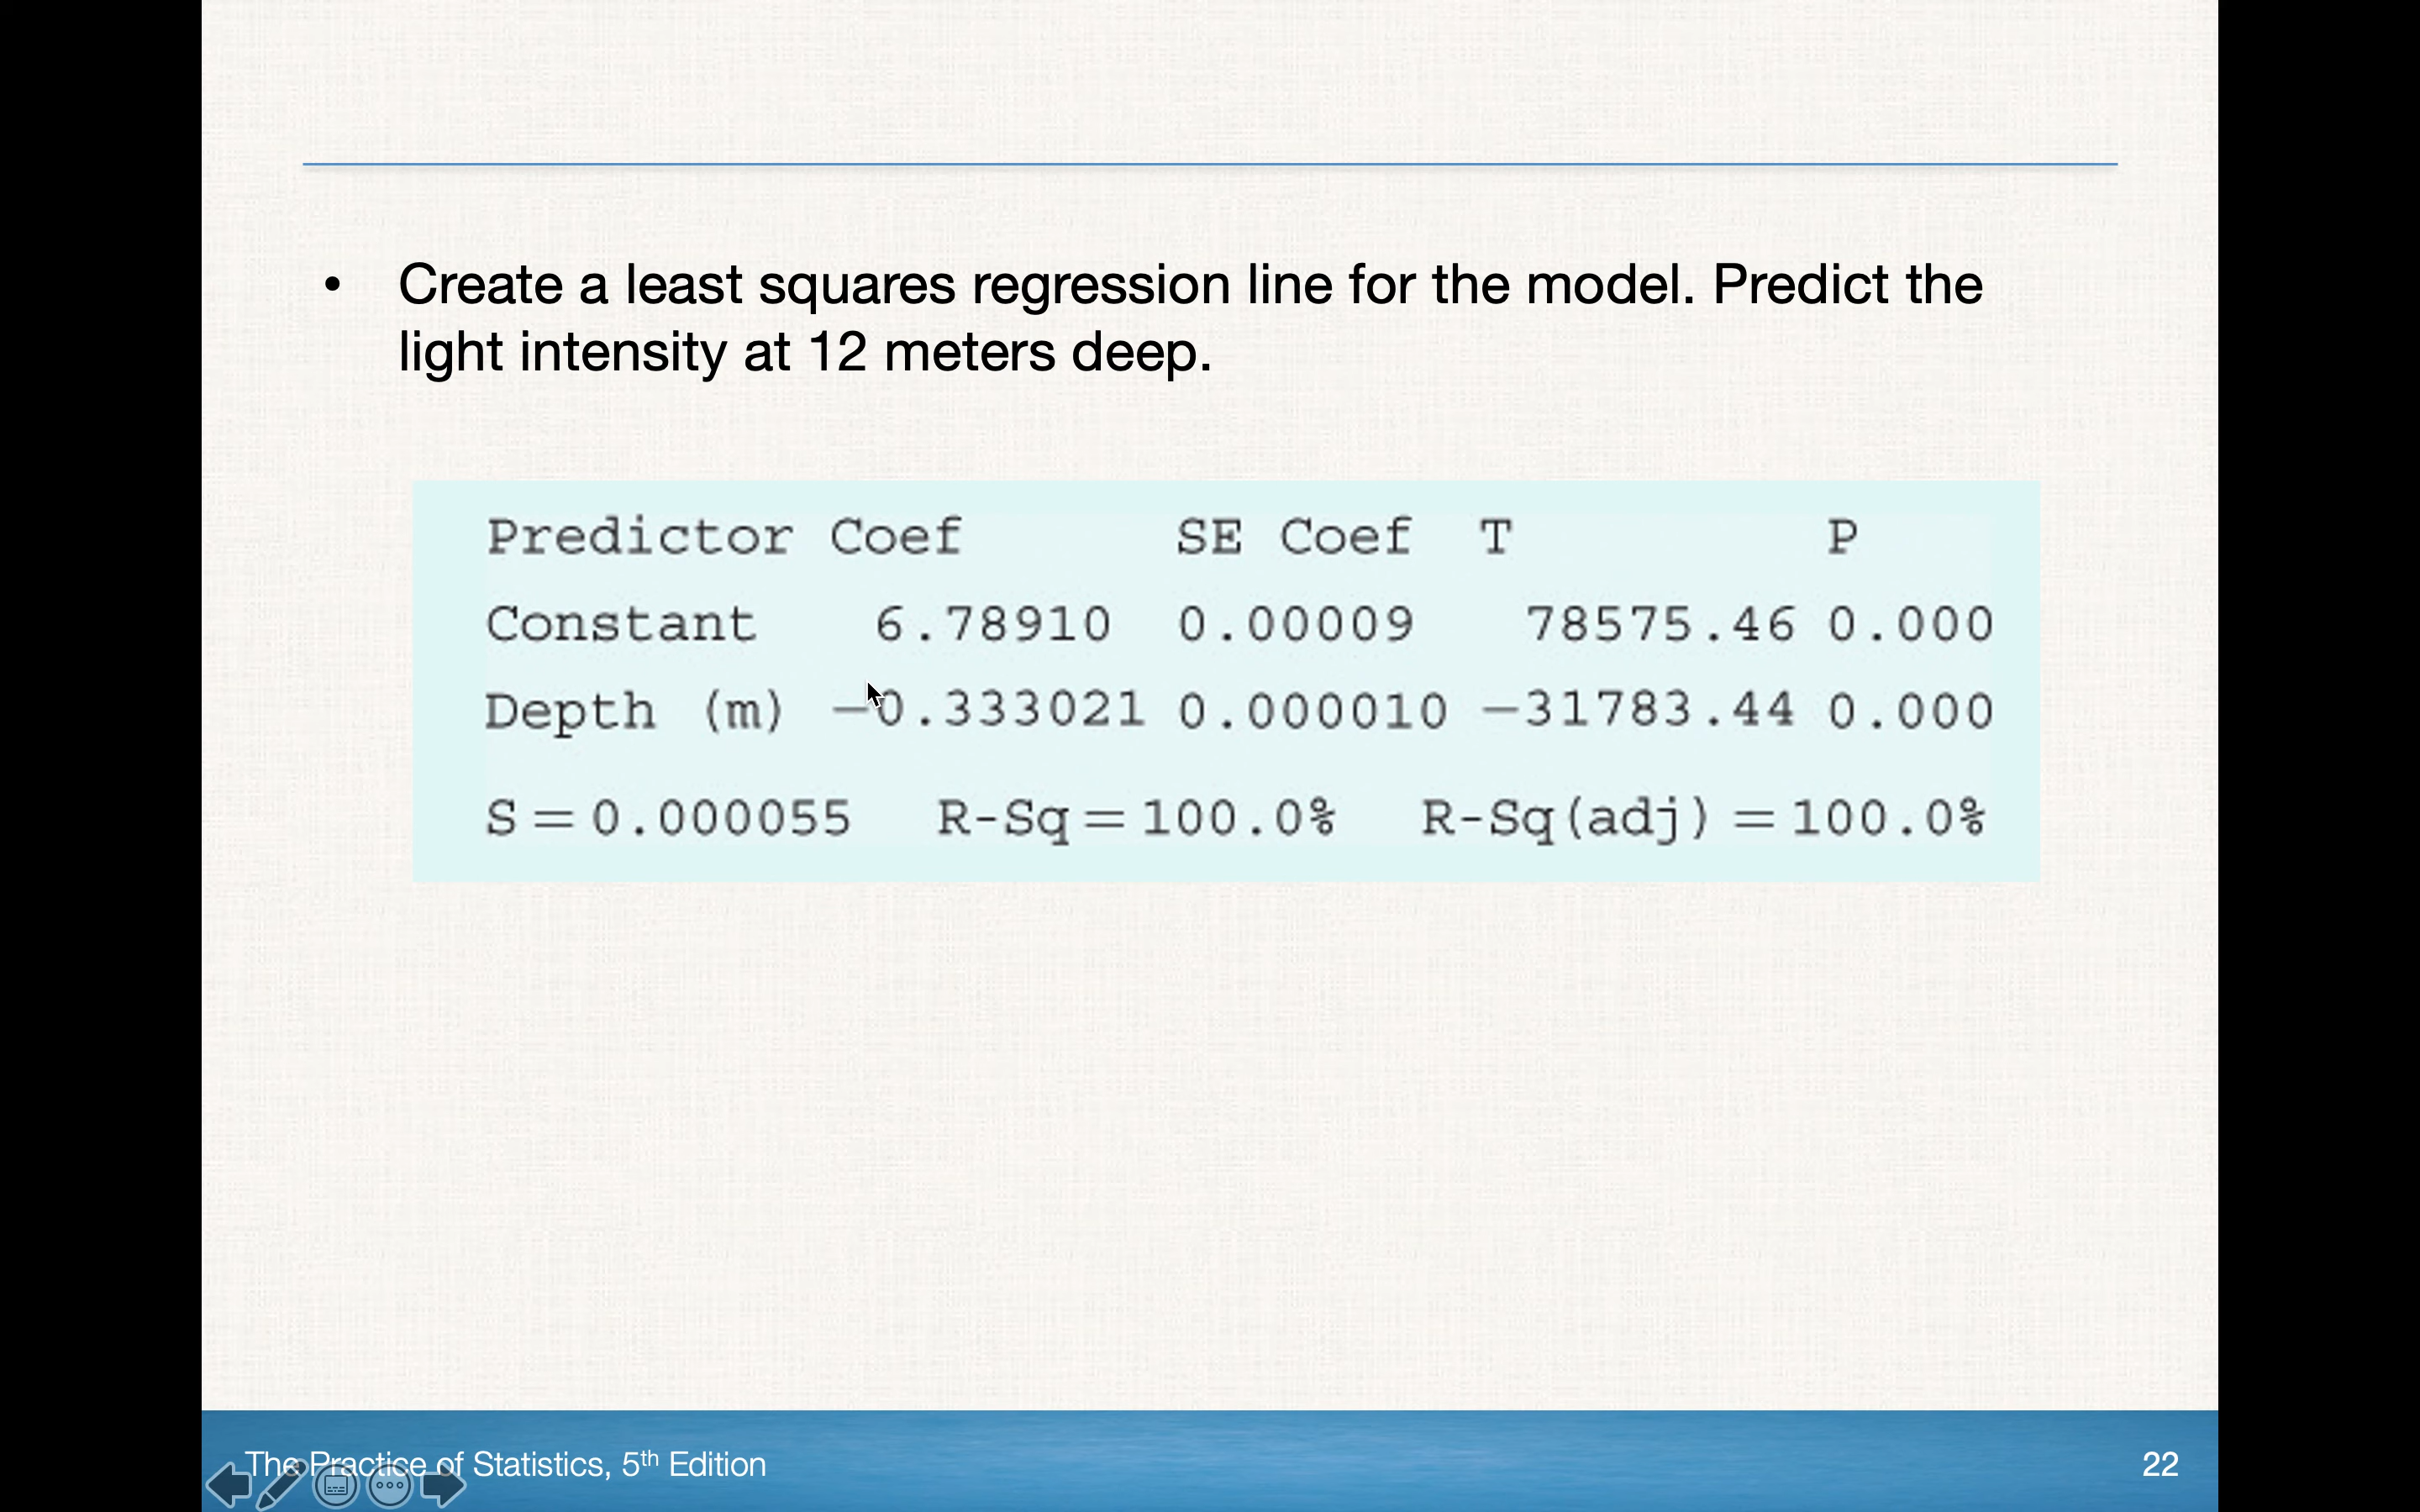 • Create a least squares regression line for the model. Predict the
light intensity at 12 meters deep.
Predictor Coef SE Coef T P
Constant 6.78910 0.00009 78575.46 0.000
Depth (m) −0.333021 0.000010 −31783.44 0.000
S = 0.000055 R-Sq = 100.0% R-Sq(adj) = 100.0%
The Practice of Statistics, 5th Edition
22